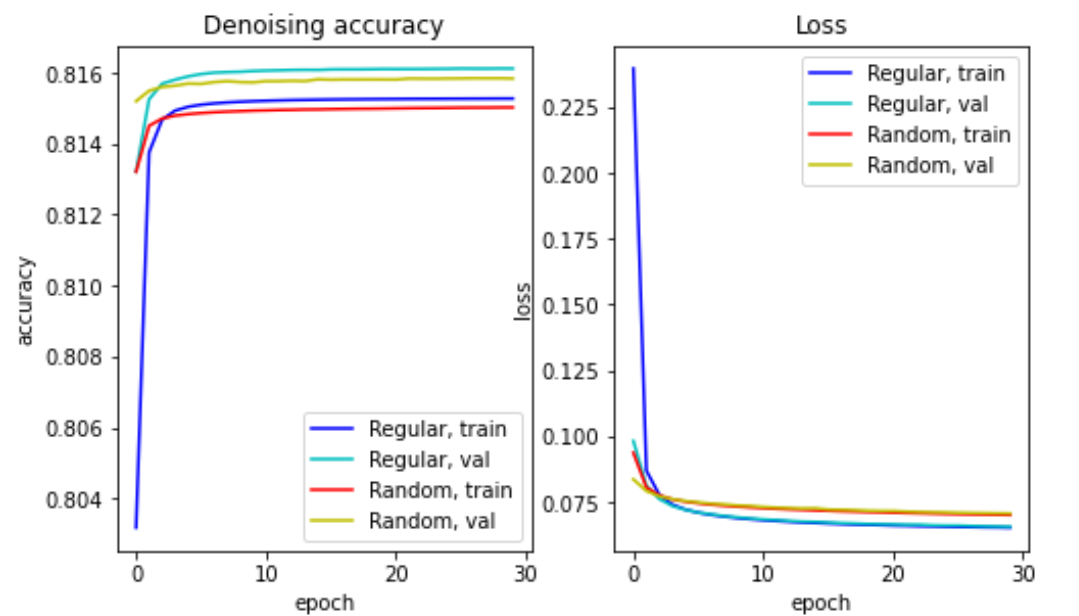 Denoising accuracy
accuracy
0.816
0.814
0.812
0.810
0.808
0.806
0.804
Regular, train
Regular, val
Random, train
Random, val
0
10
20
30
epoch
Loss
loss
0.225
0.200
0.175
0.150
0.125
0.100
0.075
Regular, train
Regular, val
Random, train
Random, val
0
10
20
30
epoch